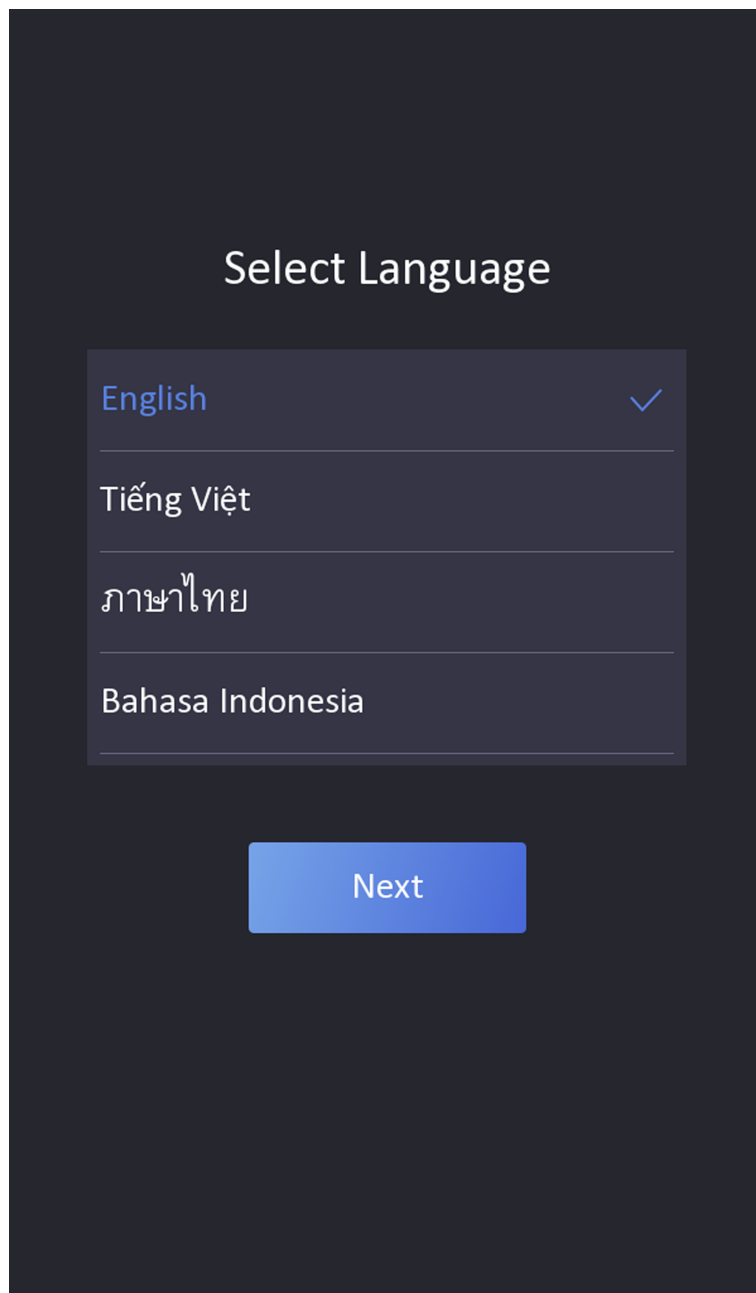 Select Language
English
Tiếng Việt
ภาษาไทย
Bahasa Indonesia
Next